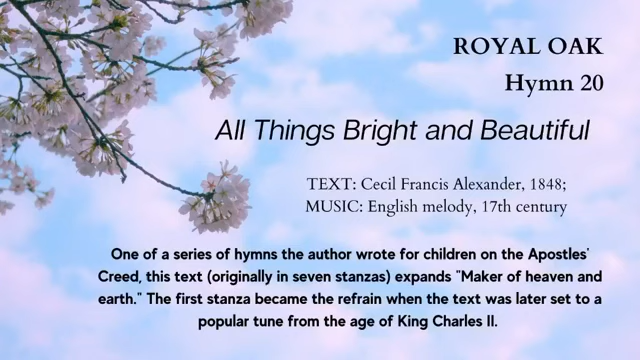 ROYAL OAK
Hymn 20
All Things Bright and Beautiful
TEXT: Cecil Francis Alexander, 1848;
MUSIC: English melody, 17th century
One of a series of hymns the author wrote for children on the Apostles'
Creed, this text (originally in seven stanzas) expands "Maker of heaven and
earth." The first stanza became the refrain when the text was later set to a
popular tune from the age of King Charles II.